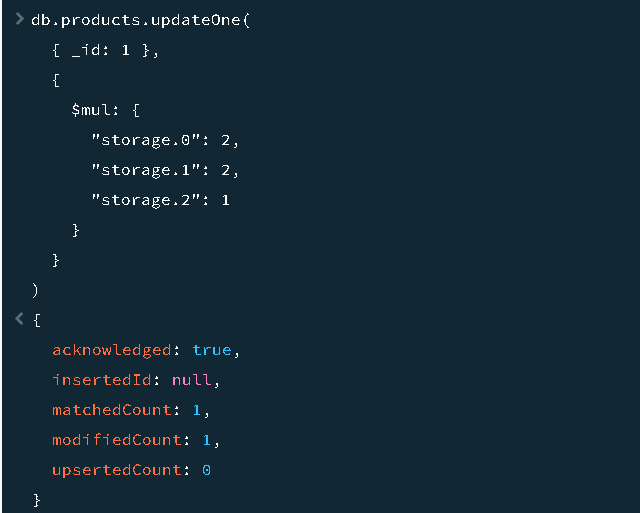 > db.products.updateOne(
{ _id: 1 },
{
$mul: {
"storage.0": 2,
"storage.1": 2,
"storage.2": 1
}
}
)
< {
acknowledged: true,
insertedId: null,
matchedCount: 1,
modifiedCount: 1,
upsertedCount: 0
}